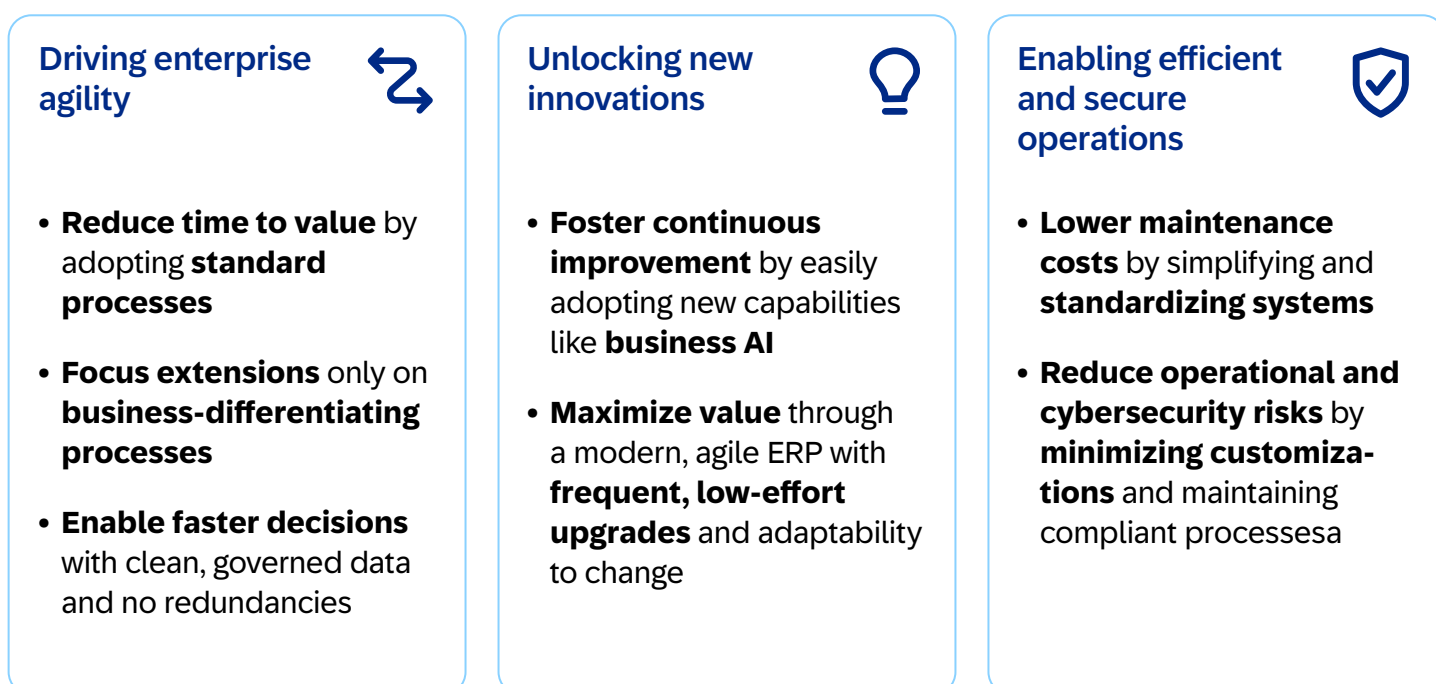 Driving enterprise
agility
• Reduce time to value by
adopting standard
processes
• Focus extensions only on
business-differentiating
processes
• Enable faster decisions
with clean, governed data
and no redundancies
Unlocking new
innovations
• Foster continuous
improvement by easily
adopting new capabilities
like business AI
• Maximize value through
a modern, agile ERP with
frequent, low-effort
upgrades and adaptability
to change
Enabling efficient
and secure
operations
• Lower maintenance
costs by simplifying and
standardizing systems
• Reduce operational and
cybersecurity risks by
minimizing customiza-
tions and maintaining
compliant processesa